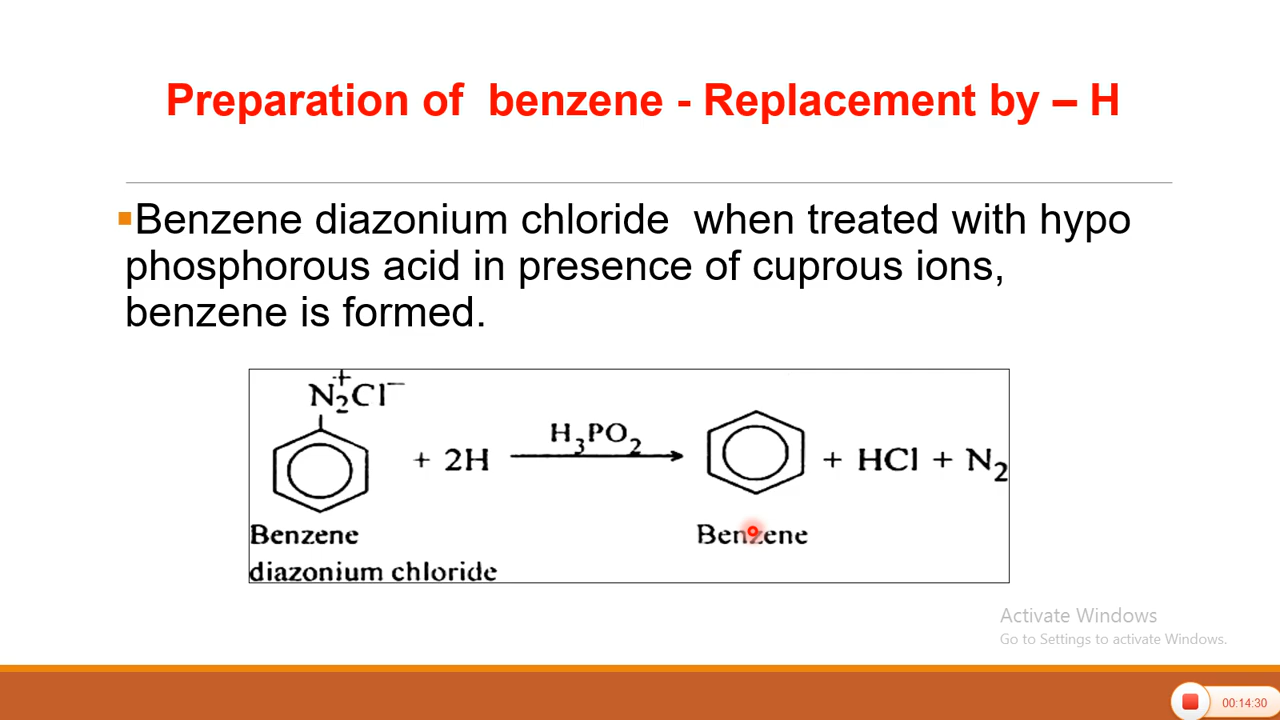 Preparation of benzene - Replacement by – H
▪Benzene diazonium chloride when treated with hypo
phosphorous acid in presence of cuprous ions,
benzene is formed.
N₂⁺Cl⁻
+ 2H
H₃PO₂
+ HCl + N₂
Benzene
diazonium chloride
Benzene
Activate Windows
Go to Settings to activate Windows.
00:14:30